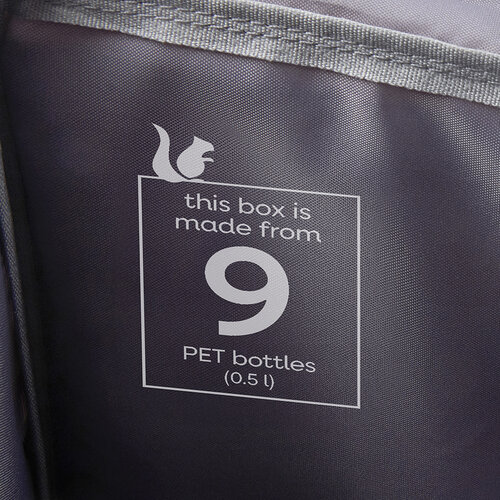 this box is
made from
9
PET bottles
(0.5 l)